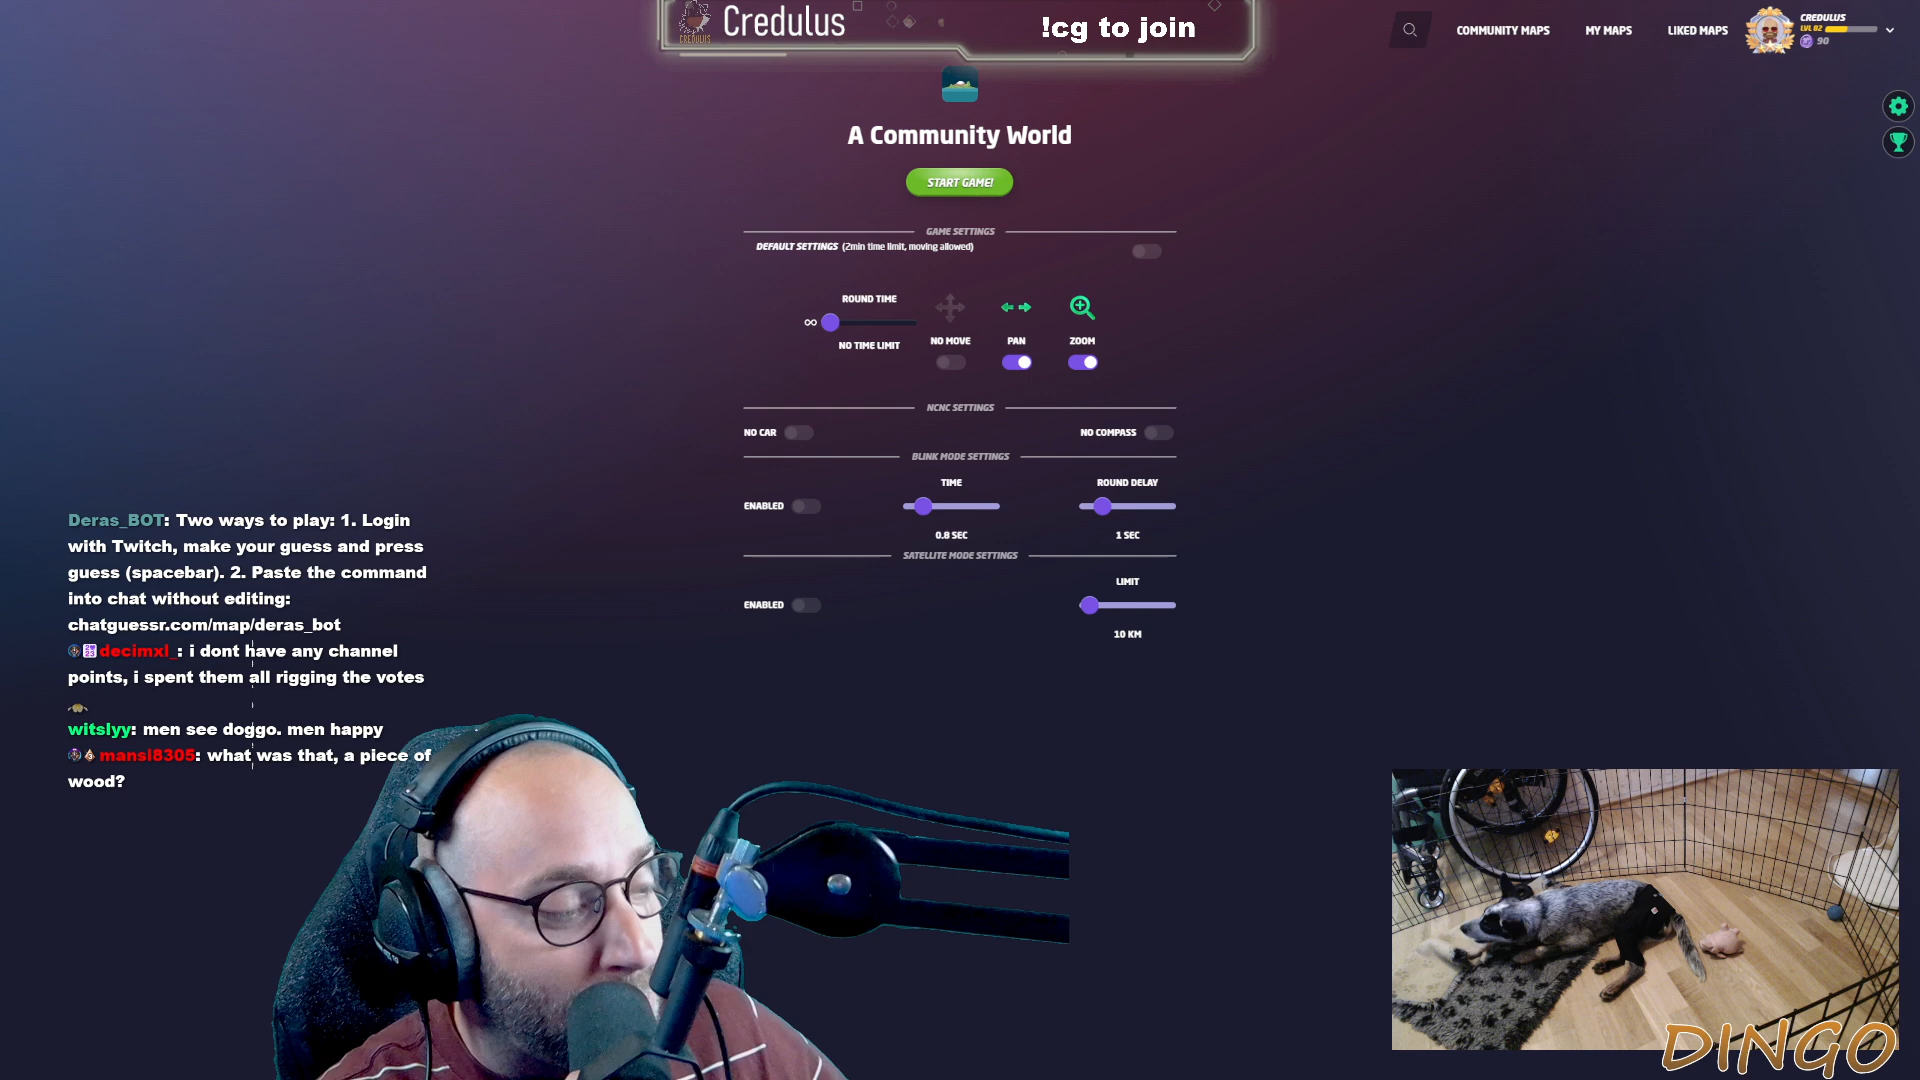 CREDULUS
Credulus
!cg to join
COMMUNITY MAPS
MY MAPS
LIKED MAPS
CREDULUS
LVL 82
90
A Community World
START GAME!
GAME SETTINGS
DEFAULT SETTINGS (2min time limit, moving allowed)
ROUND TIME
∞
NO TIME LIMIT
NO MOVE
PAN
ZOOM
NCNC SETTINGS
NO CAR
NO COMPASS
BLINK MODE SETTINGS
TIME
ROUND DELAY
ENABLED
0.8 SEC
1 SEC
SATELLITE MODE SETTINGS
LIMIT
ENABLED
10 KM
Deras_BOT: Two ways to play: 1. Login
with Twitch, make your guess and press
guess (spacebar). 2. Paste the command
into chat without editing:
chatguessr.com/map/deras_bot
decimxl_: i dont have any channel
points, i spent them all rigging the votes
witslyy: men see doggo. men happy
mansl8305: what was that, a piece of
wood?
DINGO